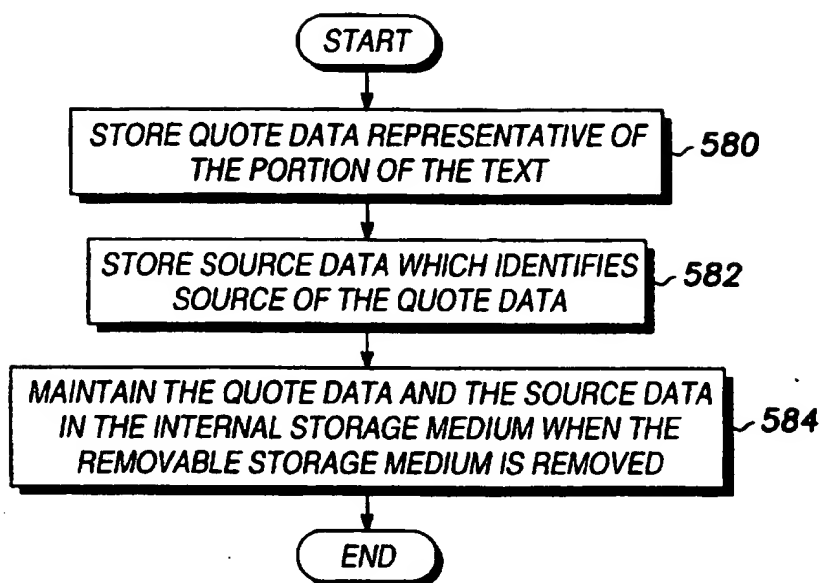 START
STORE QUOTE DATA REPRESENTATIVE OF
THE PORTION OF THE TEXT
580
STORE SOURCE DATA WHICH IDENTIFIES
SOURCE OF THE QUOTE DATA
582
MAINTAIN THE QUOTE DATA AND THE SOURCE DATA
IN THE INTERNAL STORAGE MEDIUM WHEN THE
REMOVABLE STORAGE MEDIUM IS REMOVED
584
END